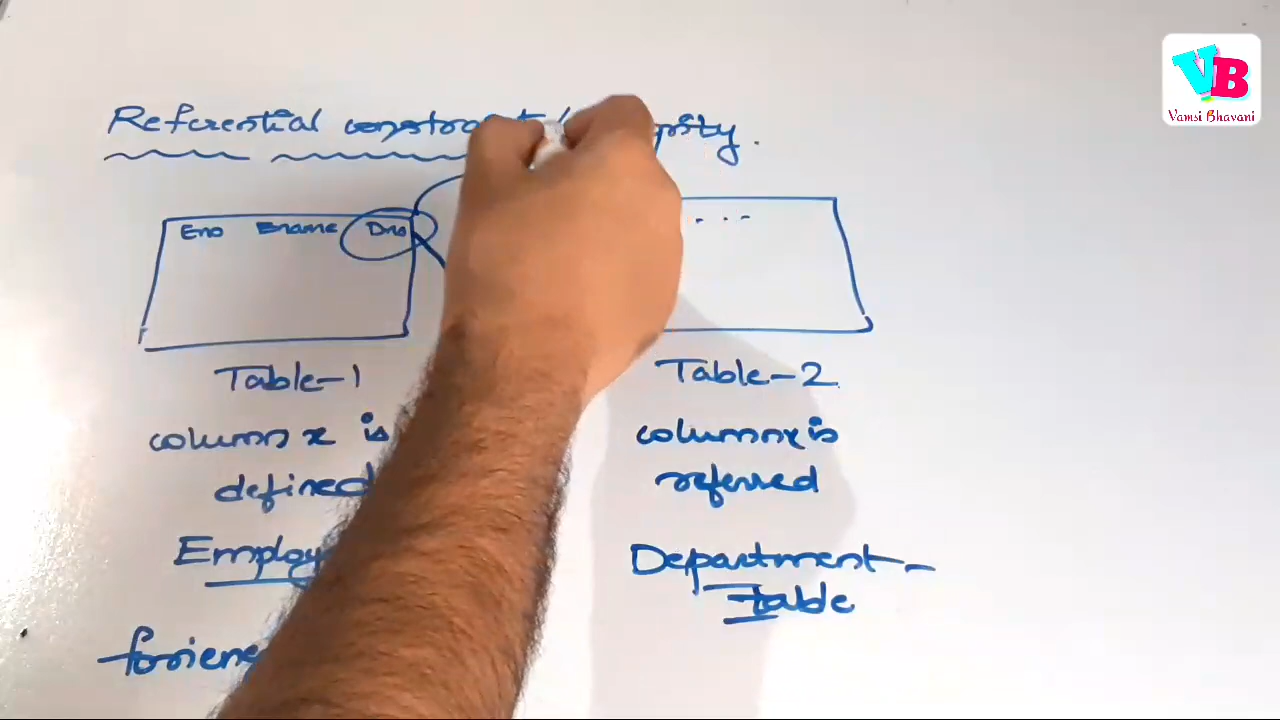 Referential
Eno Ename Dno . . .
Table-1 Table-2
column x is column x is
defined referred
Department-
Table
VB
Vamsi Bhavani